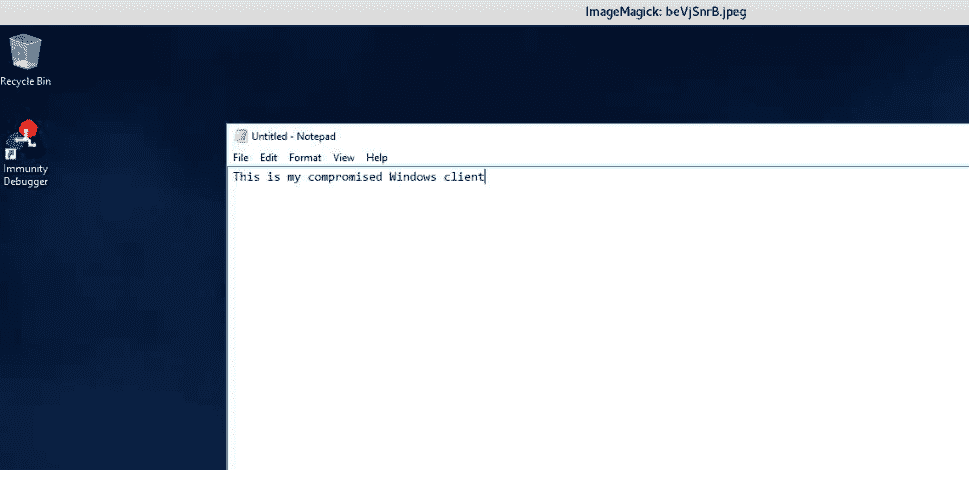 ImageMagick: beVjSnrB.jpeg
Recycle Bin
Immunity
Debugger
Untitled - Notepad
File Edit Format View Help
This is my compromised Windows client